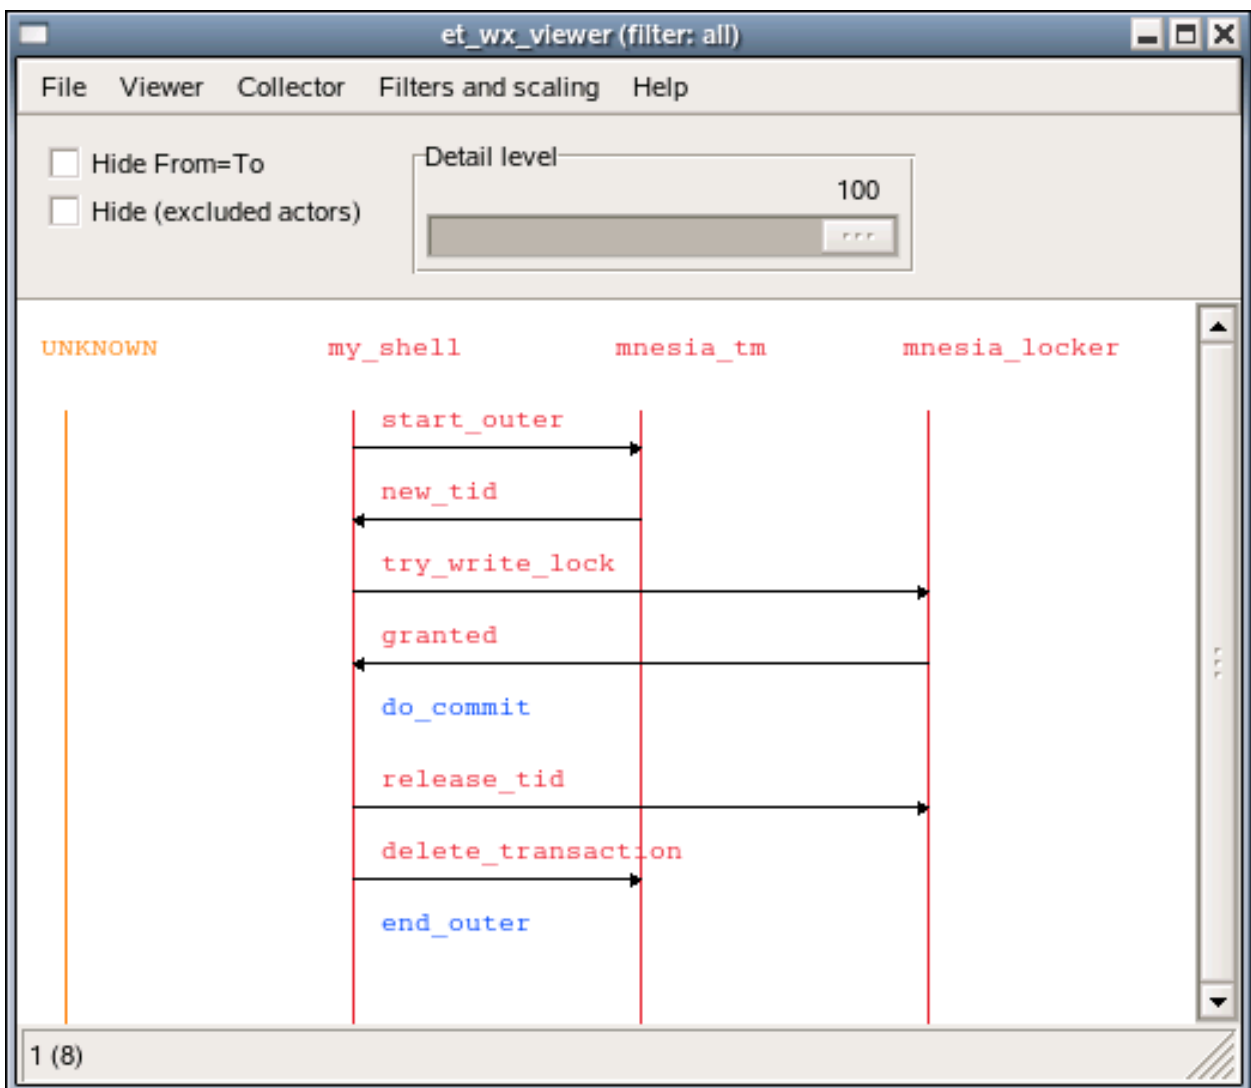 et_wx_viewer (filter: all)
File Viewer Collector Filters and scaling Help
Hide From=To
Hide (excluded actors)
Detail level
100
UNKNOWN my_shell mnesia_tm mnesia_locker
start_outer
new_tid
try_write_lock
granted
do_commit
release_tid
delete_transaction
end_outer
1 (8)